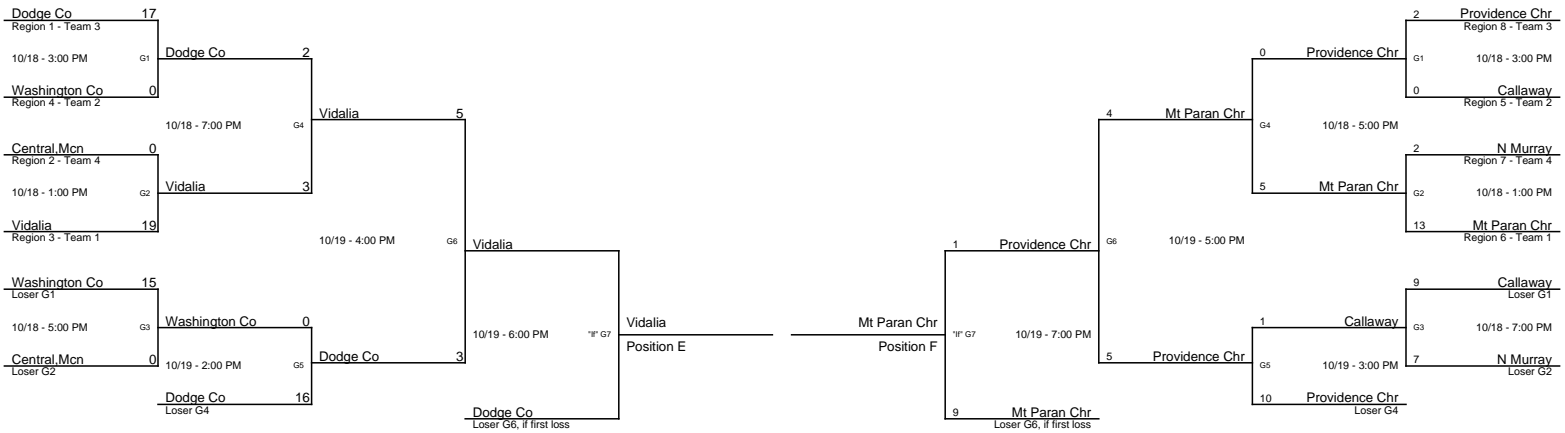 Dodge Co 17
Region 1 - Team 3
10/18 - 3:00 PM G1
Dodge Co 2
Washington Co 0
Region 4 - Team 2
10/18 - 7:00 PM G4
Vidalia 5
Central,Mcn 0
Region 2 - Team 4
10/18 - 1:00 PM G2
Vidalia 3
Vidalia 19
Region 3 - Team 1
10/19 - 4:00 PM G6
Vidalia
Washington Co 15
Loser G1
10/18 - 5:00 PM G3
Washington Co 0
Central,Mcn 0
Loser G2
10/19 - 2:00 PM G5
Dodge Co 3
Dodge Co 16
Loser G4
10/19 - 6:00 PM "If" G7
Vidalia
Position E
Dodge Co
Loser G6, if first loss
2 Providence Chr
Region 8 - Team 3
0 Providence Chr
G1 10/18 - 3:00 PM
0 Callaway
Region 5 - Team 2
4 Mt Paran Chr
G4 10/18 - 5:00 PM
2 N Murray
Region 7 - Team 4
5 Mt Paran Chr
G2 10/18 - 1:00 PM
13 Mt Paran Chr
Region 6 - Team 1
1 Providence Chr
G6 10/19 - 5:00 PM
9 Callaway
Loser G1
1 Callaway
G3 10/18 - 7:00 PM
7 N Murray
Loser G2
5 Providence Chr
G5 10/19 - 3:00 PM
10 Providence Chr
Loser G4
Mt Paran Chr
Position F
"If" G7 10/19 - 7:00 PM
9 Mt Paran Chr
Loser G6, if first loss